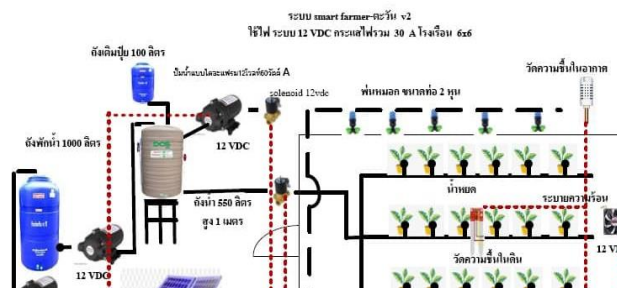 ระบบ smart farmer-ตะวัน v2
ใช้ไฟ ระบบ 12 VDC กระแสไฟรวม 30 A โรงเรือน 6x6
ถังเติมปุ๋ย 100 ลิตร
ปั๊มน้ำแบบไดอะแฟรม12โวลท์60วัตต์ A
solenoid 12vdc
พ่นหมอก ขนาดท่อ 2 หุน
วัดความชื้นในอากาศ
ถังพักน้ำ 1000 ลิตร
12 VDC
DOS
น้ำหยด
ถังน้ำ 550 ลิตร
สูง 1 เมตร
ระบายความร้อน
12 VDC
วัดความชื้นในดิน